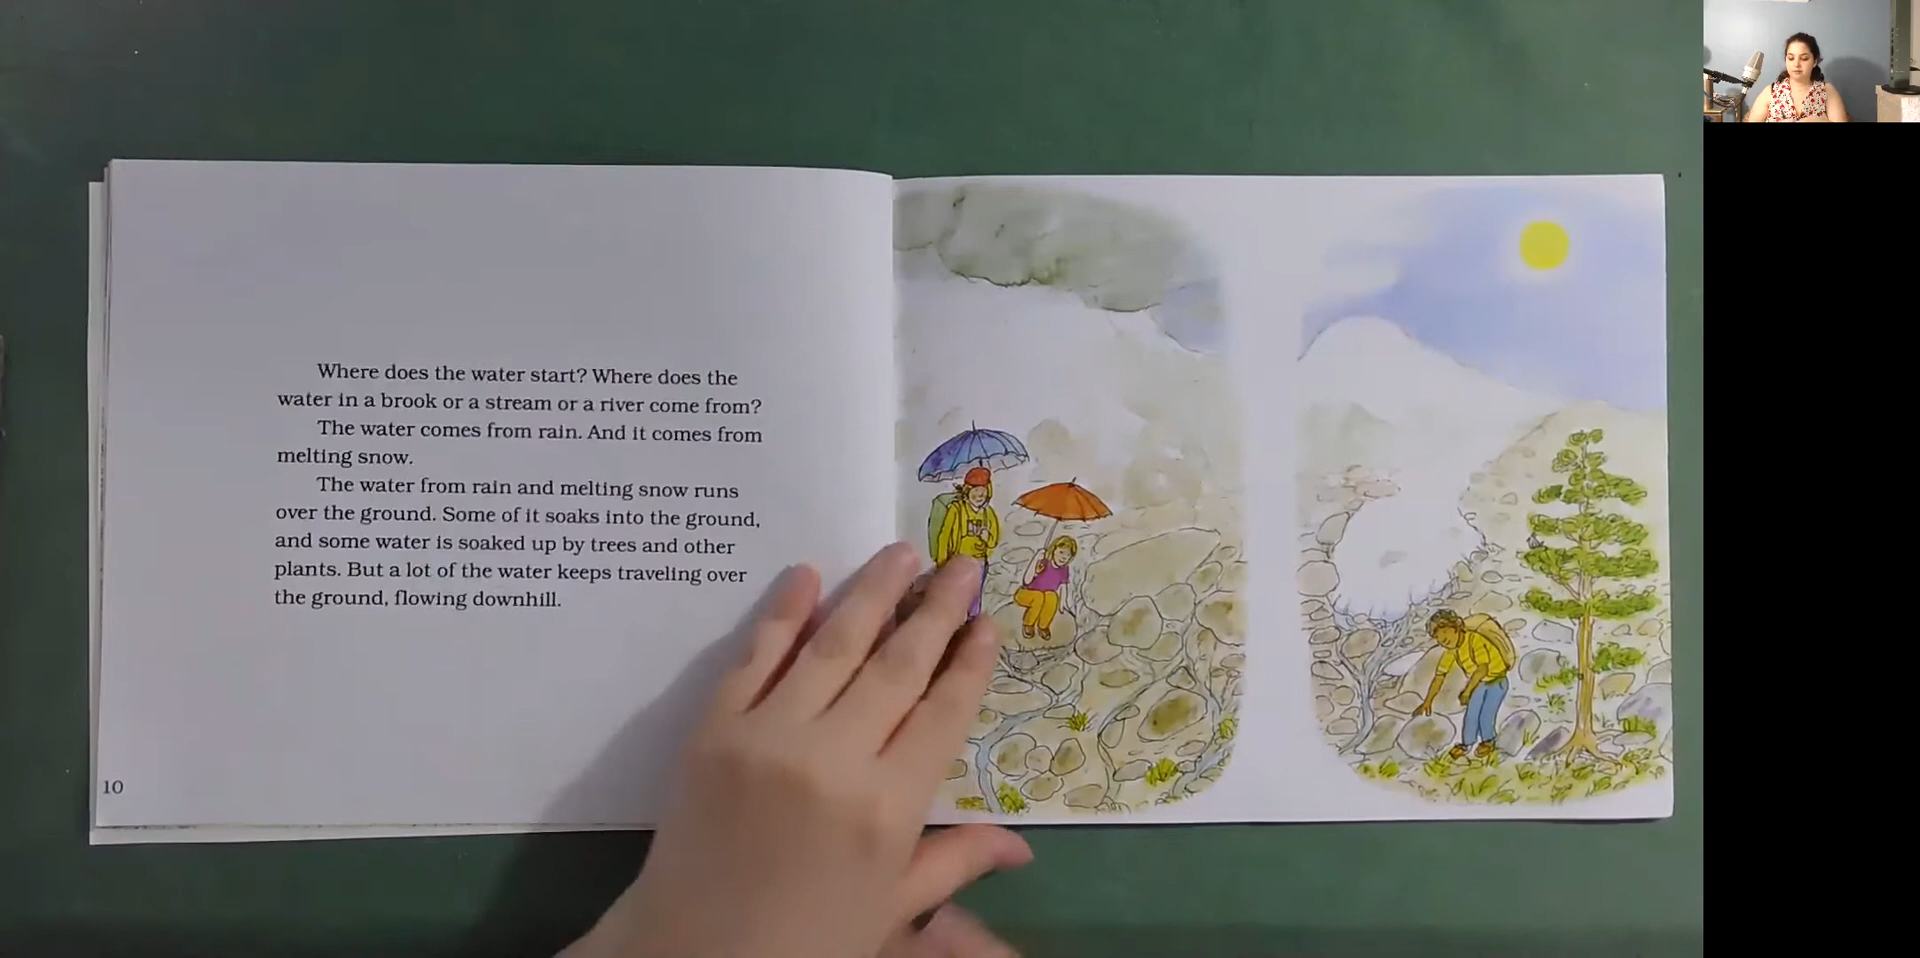 Where does the water start? Where does the
water in a brook or a stream or a river come from?
The water comes from rain. And it comes from
melting snow.
The water from rain and melting snow runs
over the ground. Some of it soaks into the ground,
and some water is soaked up by trees and other
plants. But a lot of the water keeps traveling over
the ground, flowing downhill.
10